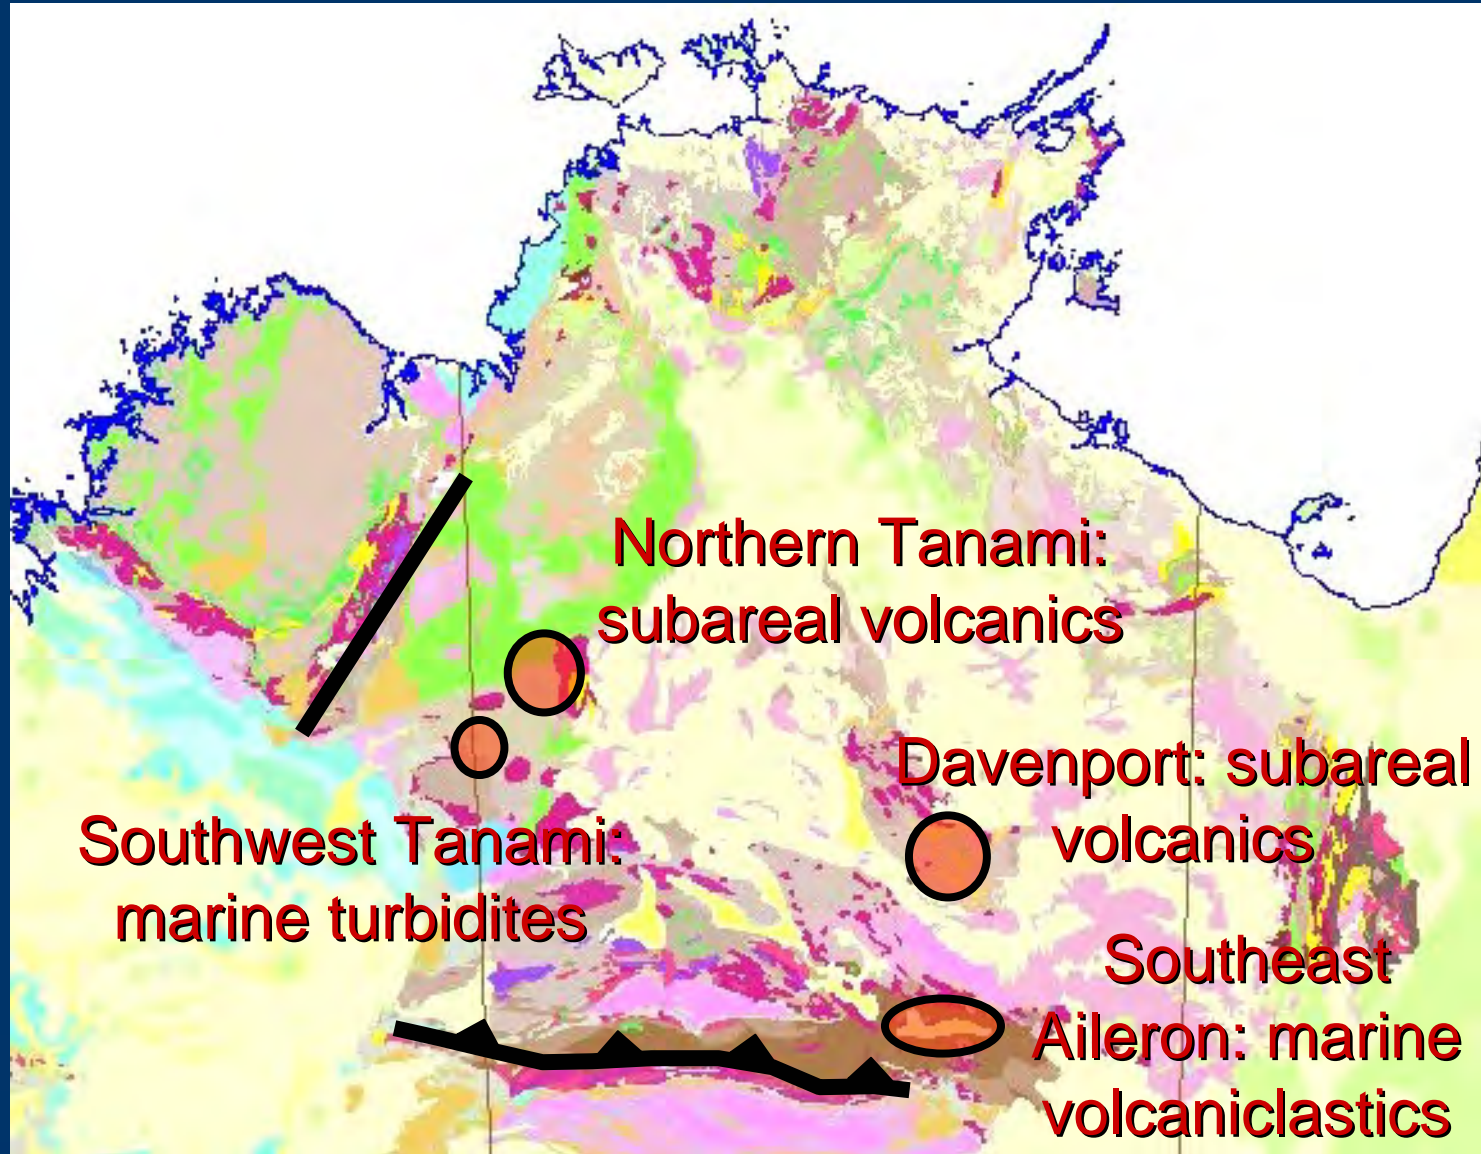 Northern Tanami:
subareal volcanics
Davenport: subareal
volcanics
Southwest Tanami:
marine turbidites
Southeast
Aileron: marine
volcaniclastics